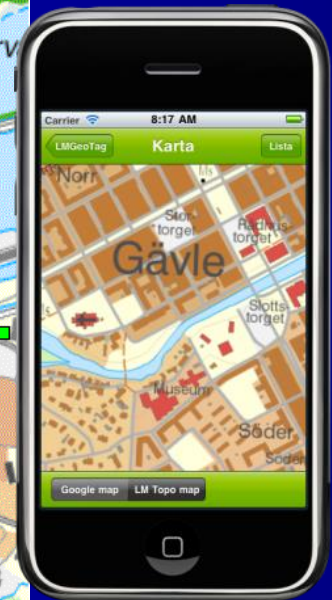 Carrier 8:17 AM
LMGeoTag Karta Lista
Norr
Stor-
torget
Rådhus
torget
Gävle
Slotts-
torget
Museum
Söder
Söder
Google map LM Topo map